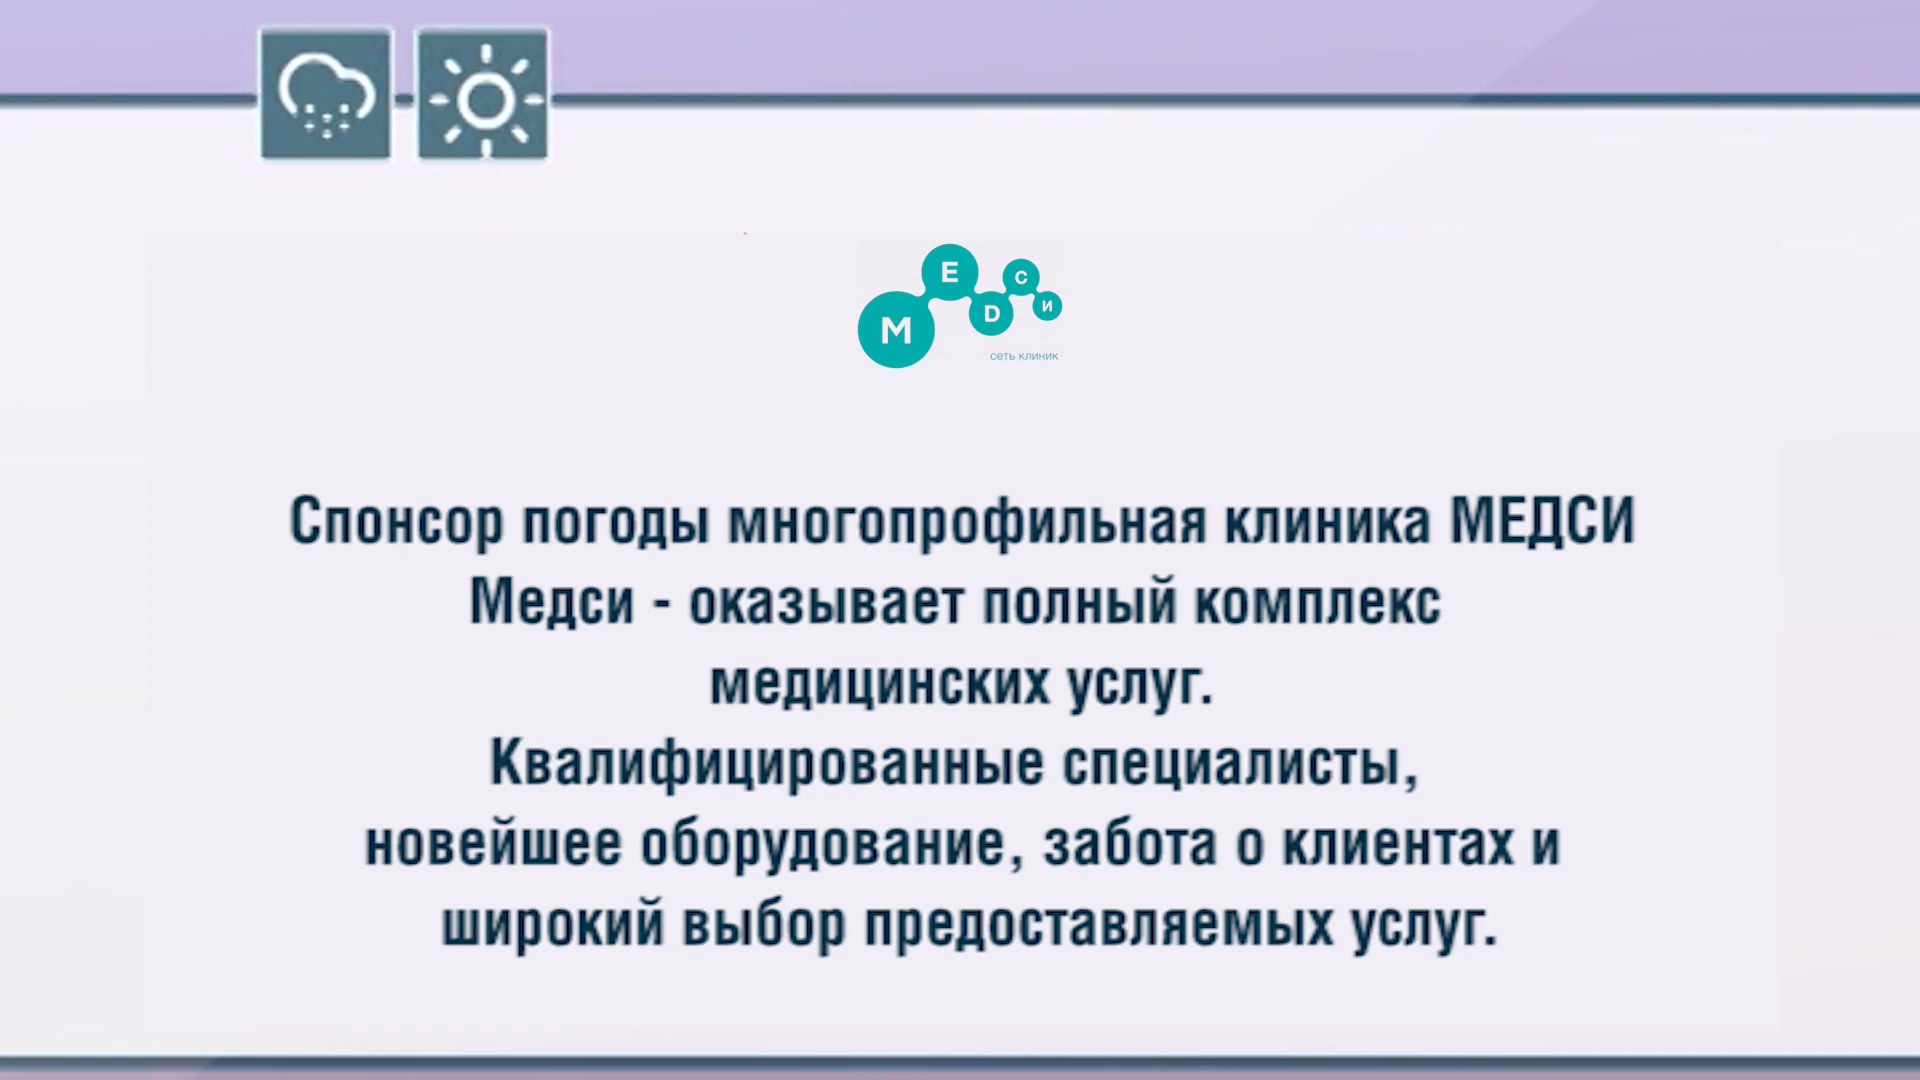 МЕDСИ
сеть клиник
Спонсор погоды многопрофильная клиника МЕДСИ
Медси - оказывает полный комплекс
медицинских услуг.
Квалифицированные специалисты,
новейшее оборудование, забота о клиентах и
широкий выбор предоставляемых услуг.